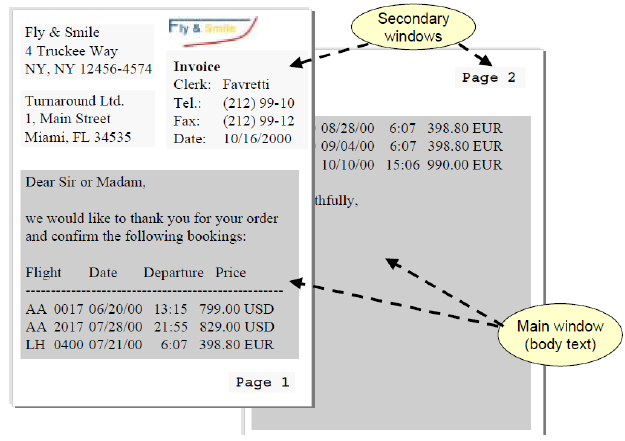 Fly & Smile
4 Truckee Way
NY, NY 12456-4574
Turnaround Ltd.
1, Main Street
Miami, FL 34535
Fly & Smile
Invoice
Clerk: Favretti
Tel.: (212) 99-10
Fax: (212) 99-12
Date: 10/16/2000
Dear Sir or Madam,
we would like to thank you for your order
and confirm the following bookings:
Flight Date Departure Price
--------------------------------------------------
AA 0017 06/20/00 13:15 799.00 USD
AA 2017 07/28/00 21:55 829.00 USD
LH 0400 07/21/00 6:07 398.80 EUR
Page 1
Secondary
windows
Page 2
08/28/00 6:07 398.80 EUR
09/04/00 6:07 398.80 EUR
10/10/00 15:06 990.00 EUR
thfully,
Main window
(body text)